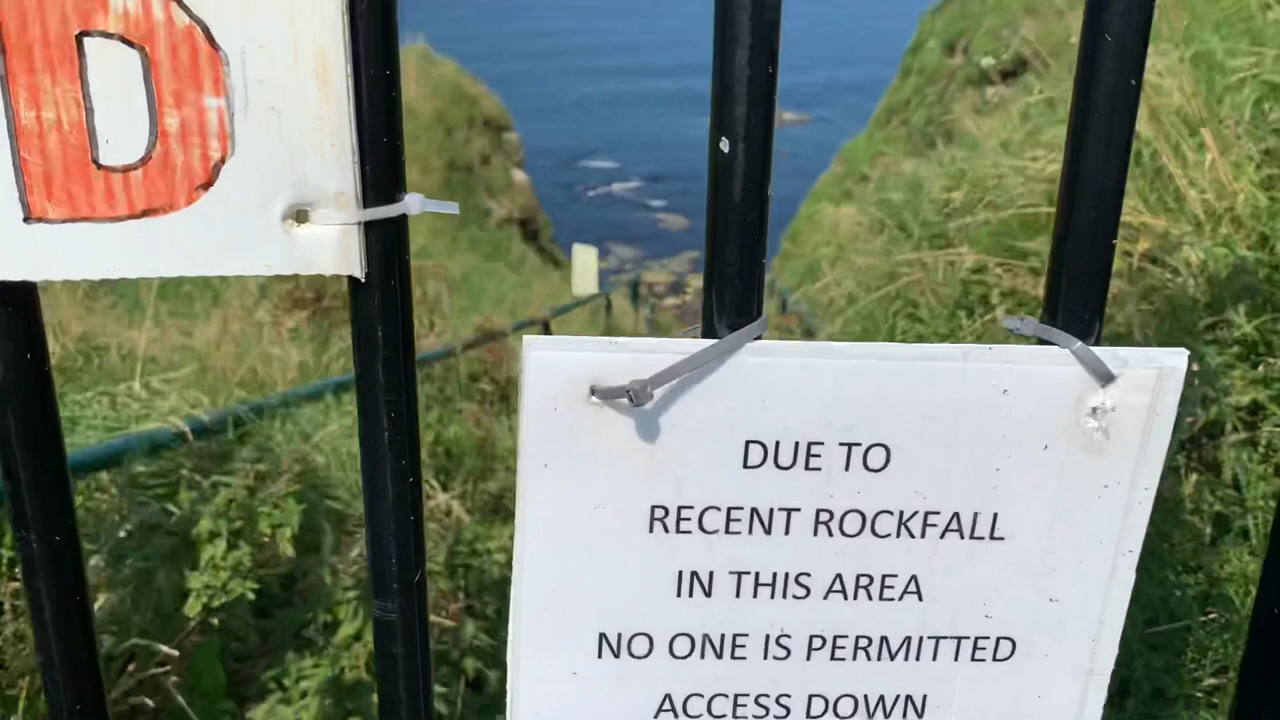 D
DUE TO
RECENT ROCKFALL
IN THIS AREA
NO ONE IS PERMITTED
ACCESS DOWN